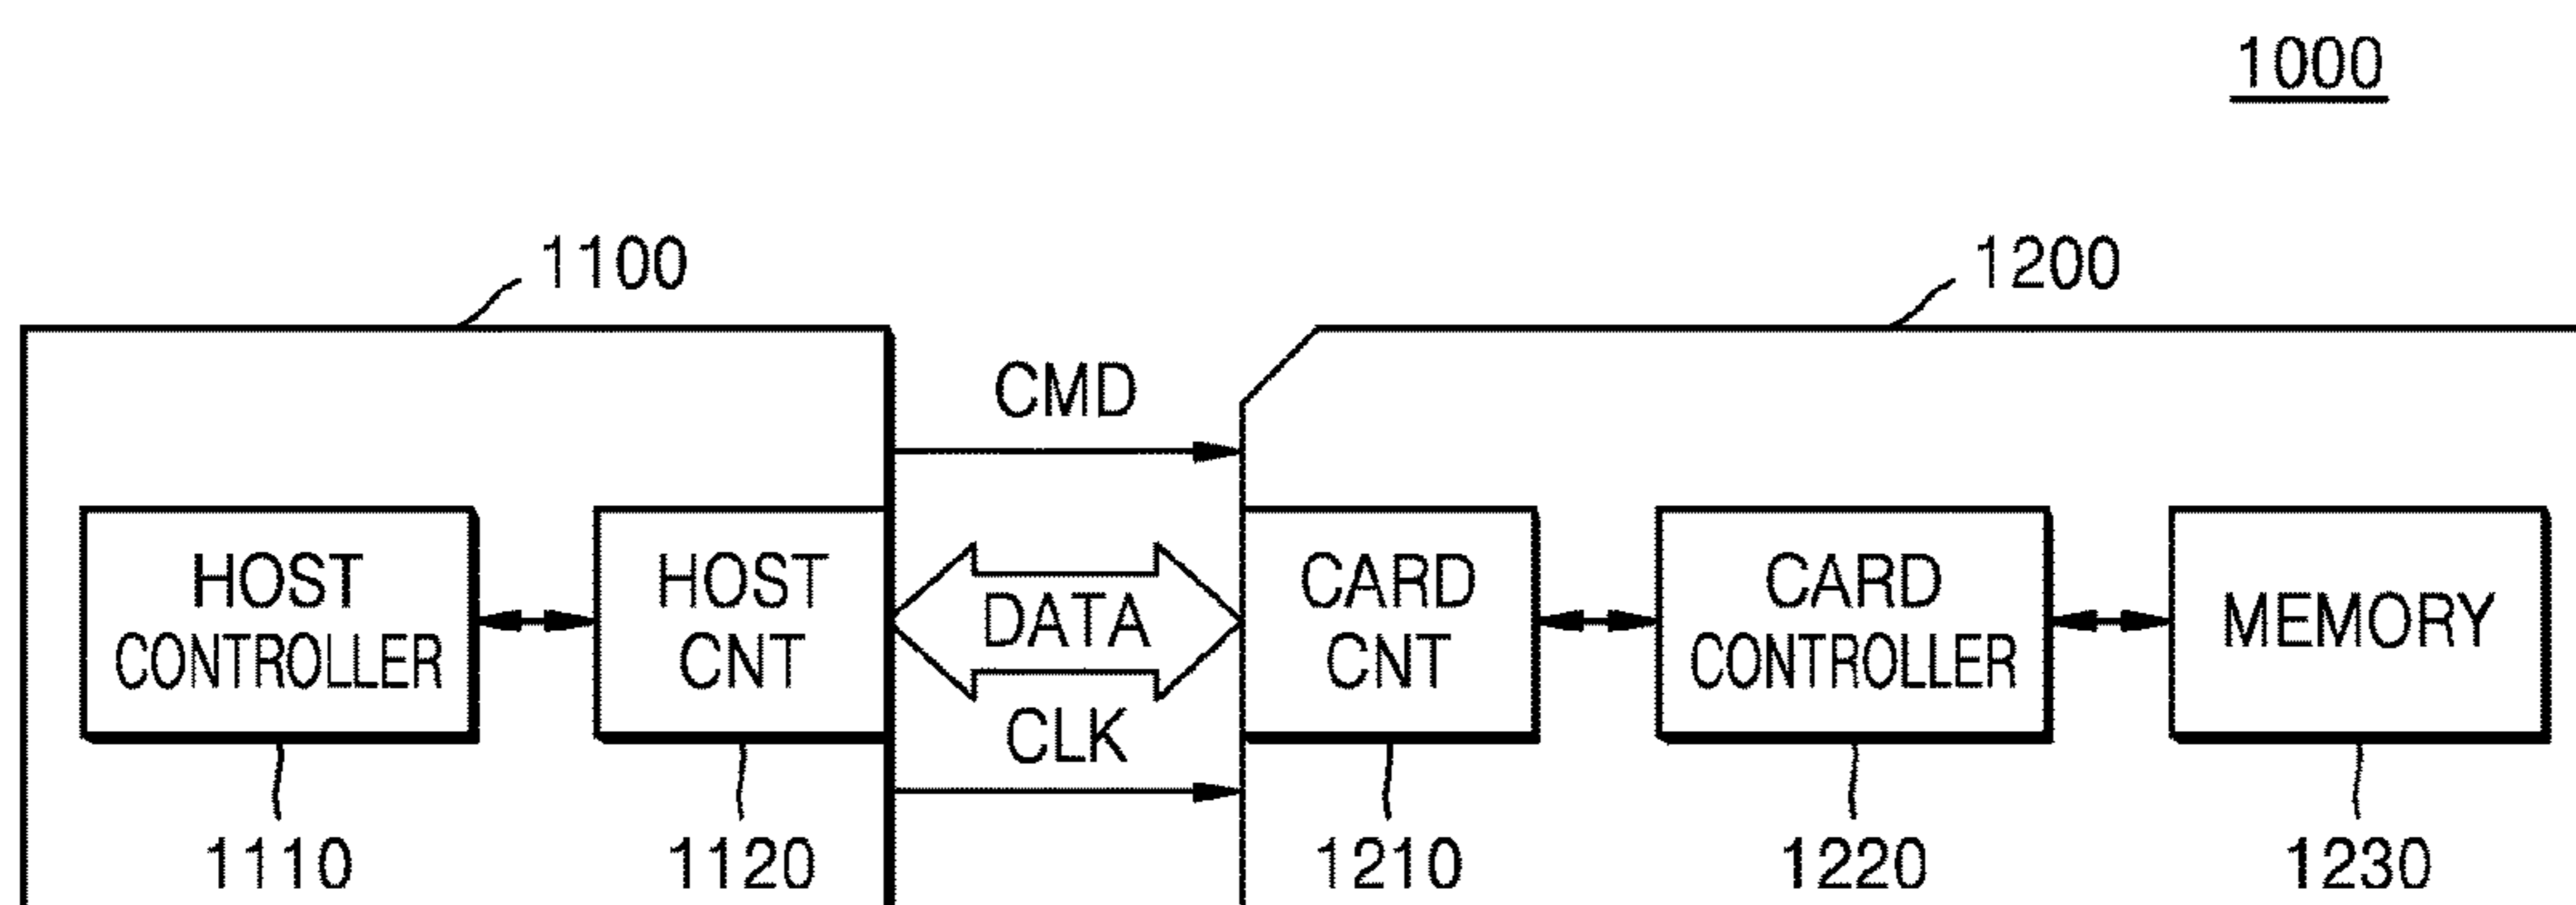 1000
1100
1200
CMD
HOST
CONTROLLER
HOST
CNT
DATA
CARD
CNT
CARD
CONTROLLER
MEMORY
CLK
1110
1120
1210
1220
1230